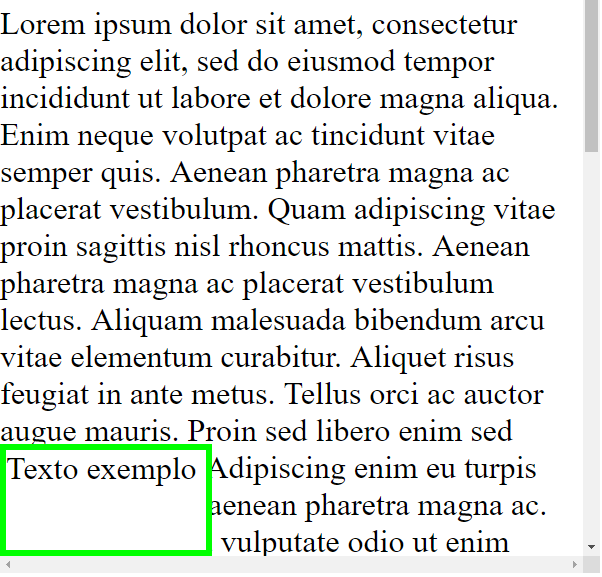 Lorem ipsum dolor sit amet, consectetur
adipiscing elit, sed do eiusmod tempor
incididunt ut labore et dolore magna aliqua.
Enim neque volutpat ac tincidunt vitae
semper quis. Aenean pharetra magna ac
placerat vestibulum. Quam adipiscing vitae
proin sagittis nisl rhoncus mattis. Aenean
pharetra magna ac placerat vestibulum
lectus. Aliquam malesuada bibendum arcu
vitae elementum curabitur. Aliquet risus
feugiat in ante metus. Tellus orci ac auctor
augue mauris. Proin sed libero enim sed
Texto exemplo Adipiscing enim eu turpis
aenean pharetra magna ac.
vulputate odio ut enim